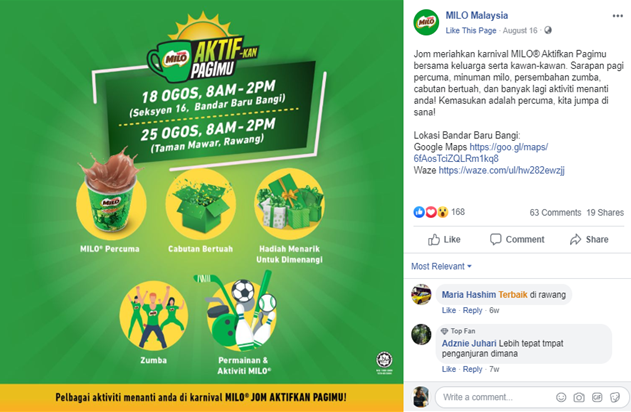 MILO
AKTIF-KAN
PAGIMU
18 OGOS, 8AM – 2PM
(Seksyen 16, Bandar Baru Bangi)
25 OGOS, 8AM – 2PM
(Taman Mawar, Rawang)
MILO
MILO® Percuma
Cabutan Bertuah
Hadiah Menarik
Untuk Dimenangi
Zumba
Permainan &
Aktiviti MILO®
Pelbagai aktiviti menanti anda di karnival MILO® JOM AKTIFKAN PAGIMU!
MILO
MILO Malaysia
Like This Page · August 16 ·
Jom meriahkan karnival MILO® Aktifkan Pagimu
bersama keluarga serta kawan-kawan. Sarapan pagi
percuma, minuman milo, persembahan zumba,
cabutan bertuah, dan banyak lagi aktiviti menanti
anda! Kemasukan adalah percuma, kita jumpa di
sana!
Lokasi Bandar Baru Bangi:
Google Maps https://goo.gl/maps/
6fAosTciZQLRm1kq8
Waze https://waze.com/ul/hw282ewzjj
168
63 Comments 19 Shares
Like Comment Share
Most Relevant
Maria Hashim Terbaik di rawang
Like · Reply · 6w
Top Fan
Adznie Juhari Lebih tepat tmpat
penganjuran dimana
Like · Reply · 7w
Write a comment...